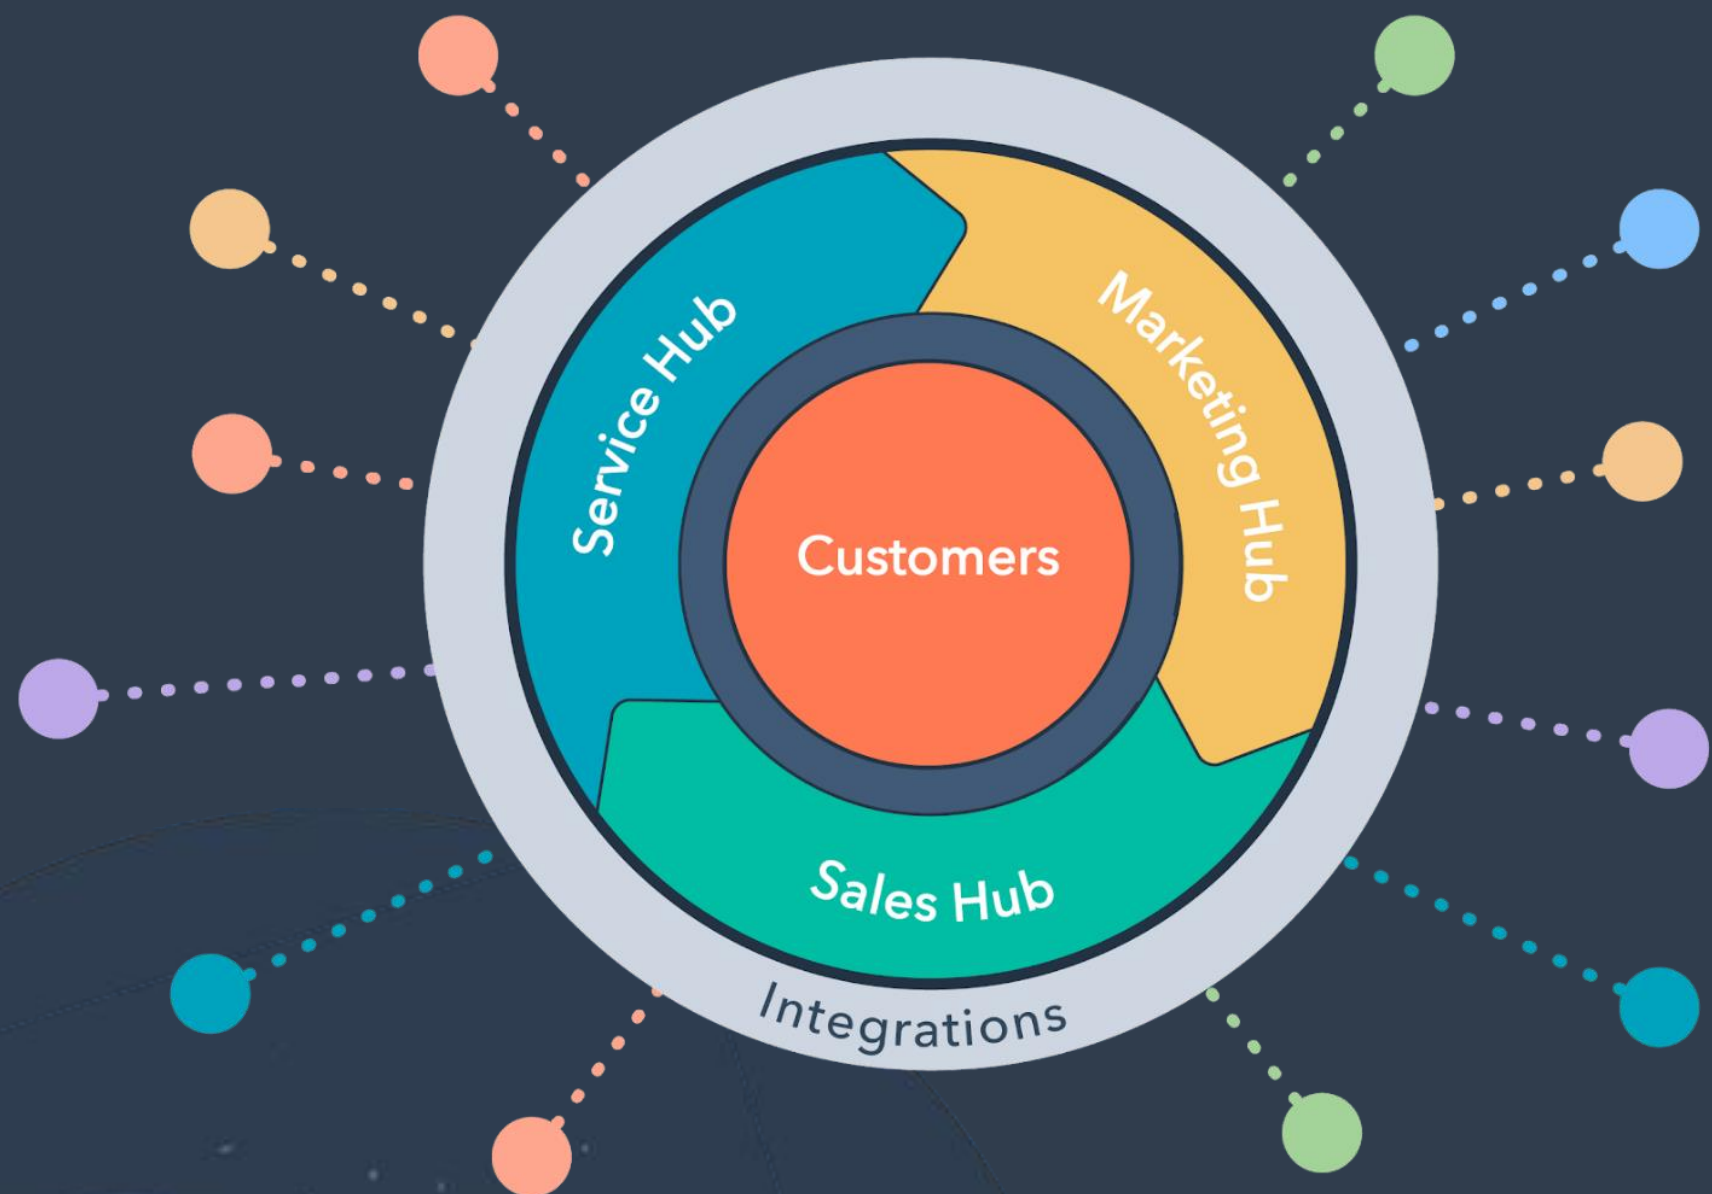 Service Hub
Marketing Hub
Customers
Sales Hub
Integrations